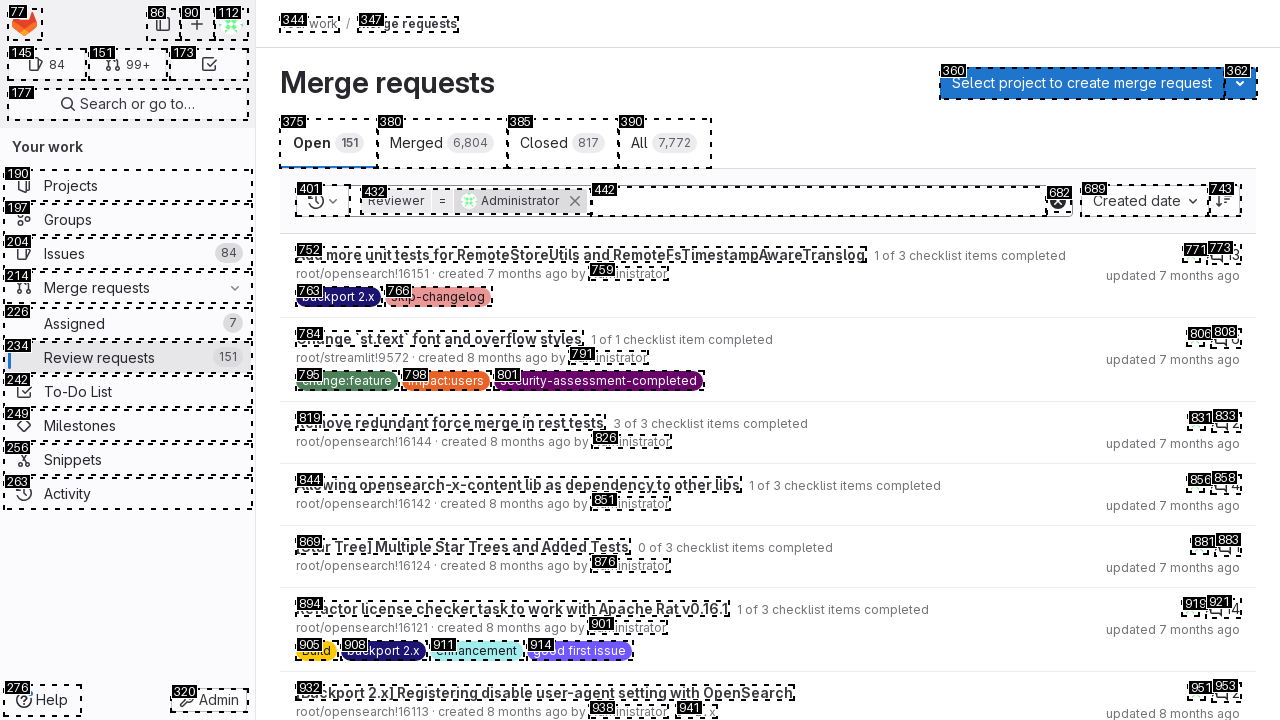 77
86
90
112
145
84
151
99+
173
177
Search or go to…
Your work
190
Projects
197
Groups
204
Issues
84
214
Merge requests
226
Assigned
7
234
Review requests
151
242
To-Do List
249
Milestones
256
Snippets
263
Activity
276
Help
320
Admin
344
work
/
347
Merge requests
Merge requests
360
Select project to create merge request
362
375
Open 151
380
Merged 6,804
385
Closed 817
390
All 7,772
401
432
Reviewer
=
Administrator
442
682
689
Created date
743
752
Add more unit tests for RemoteStoreUtils and RemoteFsTimestampAwareTranslog 1 of 3 checklist items completed
771
773
3
root/opensearch!16151 · created 7 months ago by
759
inistrator
updated 7 months ago
763
backport 2.x
766
skip-changelog
784
Change `st.text` font and overflow styles 1 of 1 checklist item completed
806
808
root/streamlit!9572 · created 8 months ago by
791
inistrator
updated 7 months ago
795
change:feature
798
impact:users
801
security-assessment-completed
819
Remove redundant force merge in rest tests 3 of 3 checklist items completed
831
833
2
root/opensearch!16144 · created 8 months ago by
826
inistrator
updated 7 months ago
844
Allowing opensearch-x-content lib as dependency to other libs 1 of 3 checklist items completed
856
858
4
root/opensearch!16142 · created 8 months ago by
851
inistrator
updated 7 months ago
869
[Star Tree] Multiple Star Trees and Added Tests 0 of 3 checklist items completed
881
883
1
root/opensearch!16124 · created 8 months ago by
876
inistrator
updated 7 months ago
894
Refactor license checker task to work with Apache Rat v0.16.1 1 of 3 checklist items completed
919
921
14
root/opensearch!16121 · created 8 months ago by
901
inistrator
updated 7 months ago
905
Build
908
backport 2.x
911
enhancement
914
good first issue
932
[Backport 2.x] Registering disable user-agent setting with OpenSearch
951
953
2
root/opensearch!16113 · created 8 months ago by
938
inistrator
941
x
updated 8 months ago